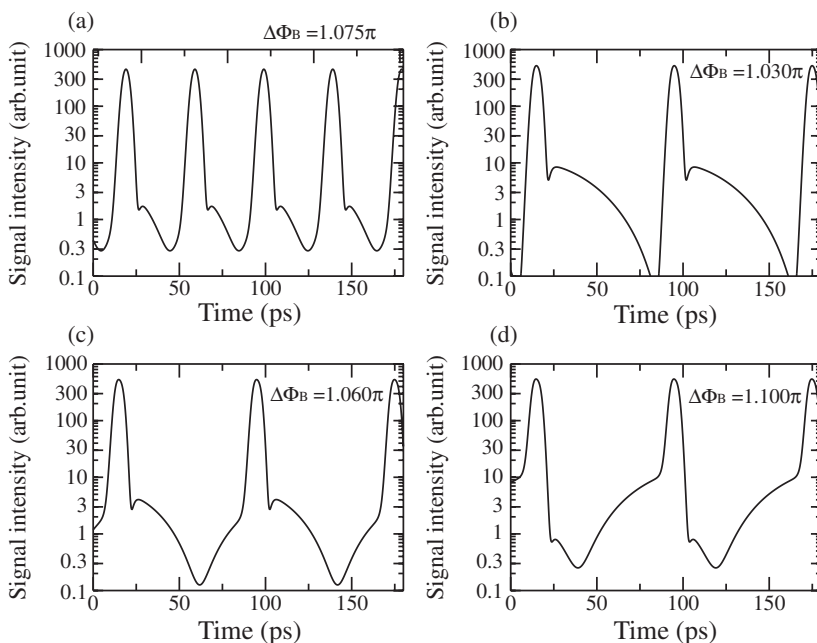 (a)
ΔΦB =1.075π
Signal intensity (arb.unit)
1000
300
100
30
10
3
1
0.3
0.1
0 50 100 150
Time (ps)
(b)
ΔΦB =1.030π
Signal intensity (arb.unit)
1000
300
100
30
10
3
1
0.3
0.1
0 50 100 150
Time (ps)
(c)
ΔΦB =1.060π
Signal intensity (arb.unit)
1000
300
100
30
10
3
1
0.3
0.1
0 50 100 150
Time (ps)
(d)
ΔΦB =1.100π
Signal intensity (arb.unit)
1000
300
100
30
10
3
1
0.3
0.1
0 50 100 150
Time (ps)